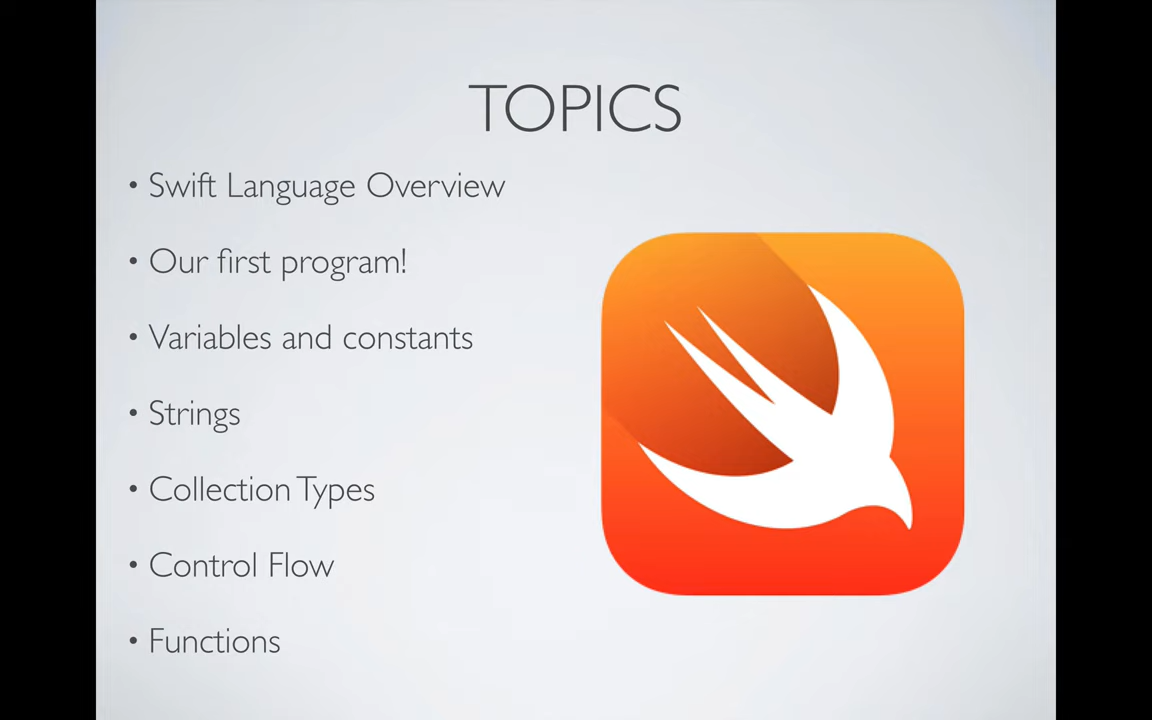 TOPICS
• Swift Language Overview
• Our first program!
• Variables and constants
• Strings
• Collection Types
• Control Flow
• Functions